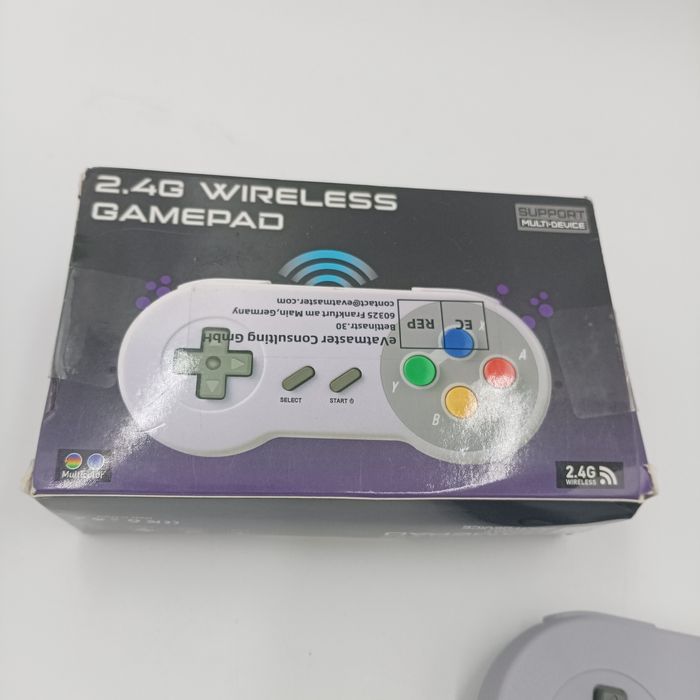 2.4G WIRELESS
GAMEPAD
SUPPORT
MULTI-DEVICE
EC
REP
eVatmaster Consulting GmbH
Bettinastr.30
60325 Frankfurt am Main,Germany
contact@evatmaster.com
X
A
Y
B
SELECT
START
Multicolor
2.4G
WIRELESS